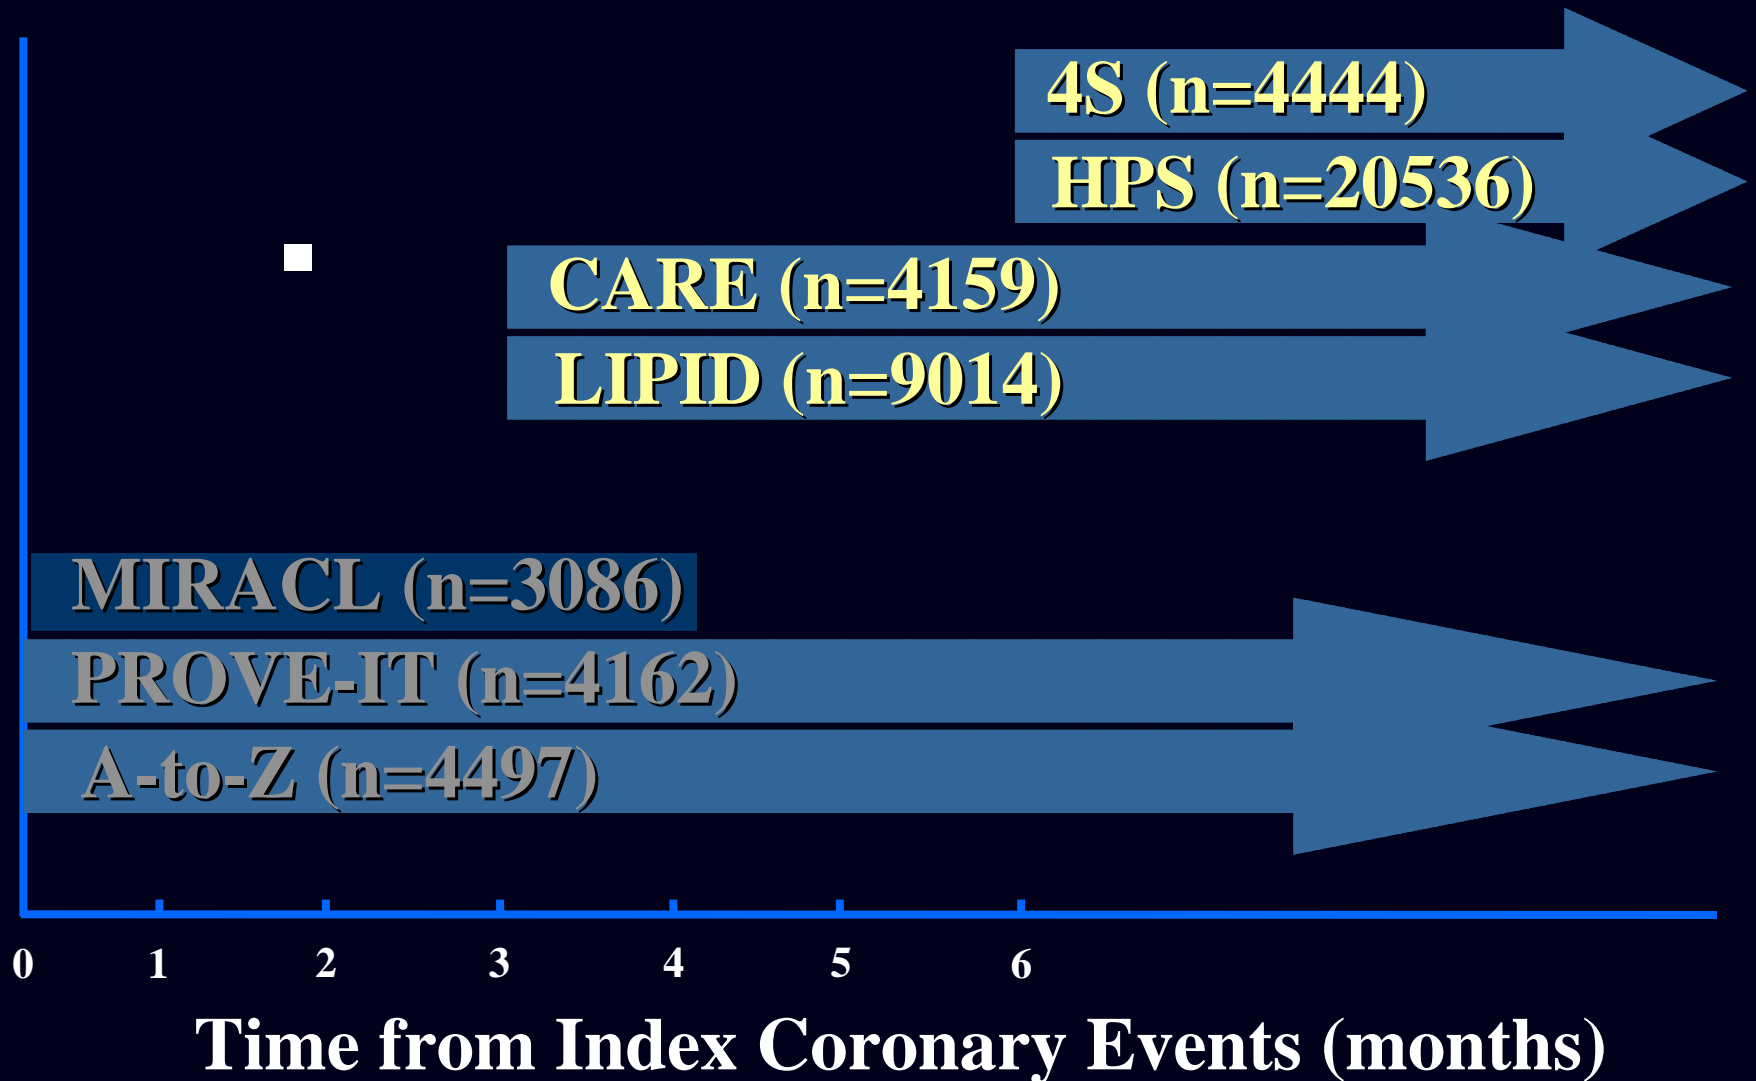 4S (n=4444)
HPS (n=20536)
CARE (n=4159)
LIPID (n=9014)
MIRACL (n=3086)
PROVE-IT (n=4162)
A-to-Z (n=4497)
0 1 2 3 4 5 6
Time from Index Coronary Events (months)